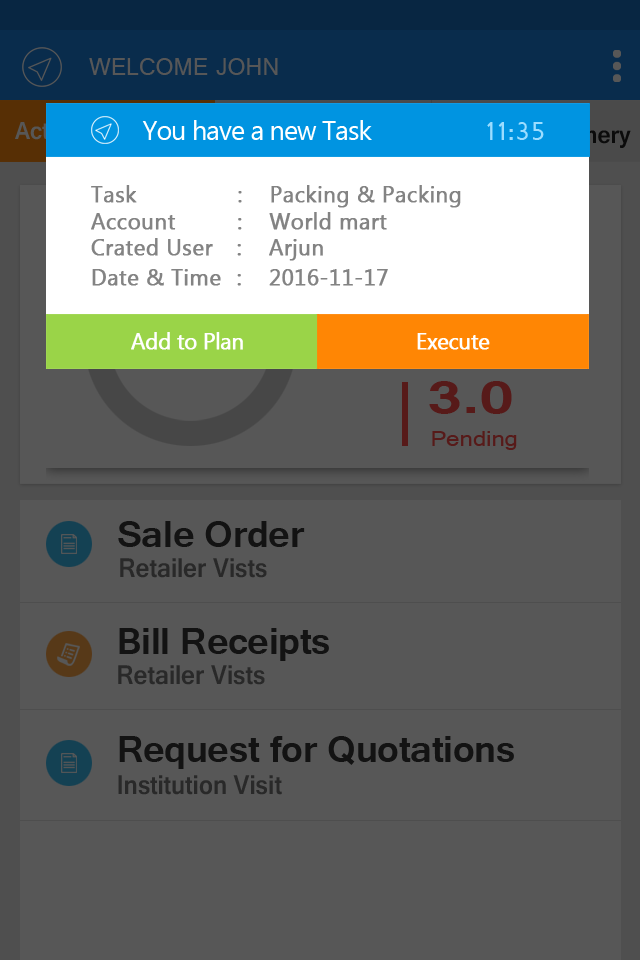 WELCOME JOHN
You have a new Task 11:35
Task : Packing & Packing
Account : World mart
Crated User : Arjun
Date & Time : 2016-11-17
Add to Plan Execute
3.0
Pending
Sale Order
Retailer Vists
Bill Receipts
Retailer Vists
Request for Quotations
Institution Visit